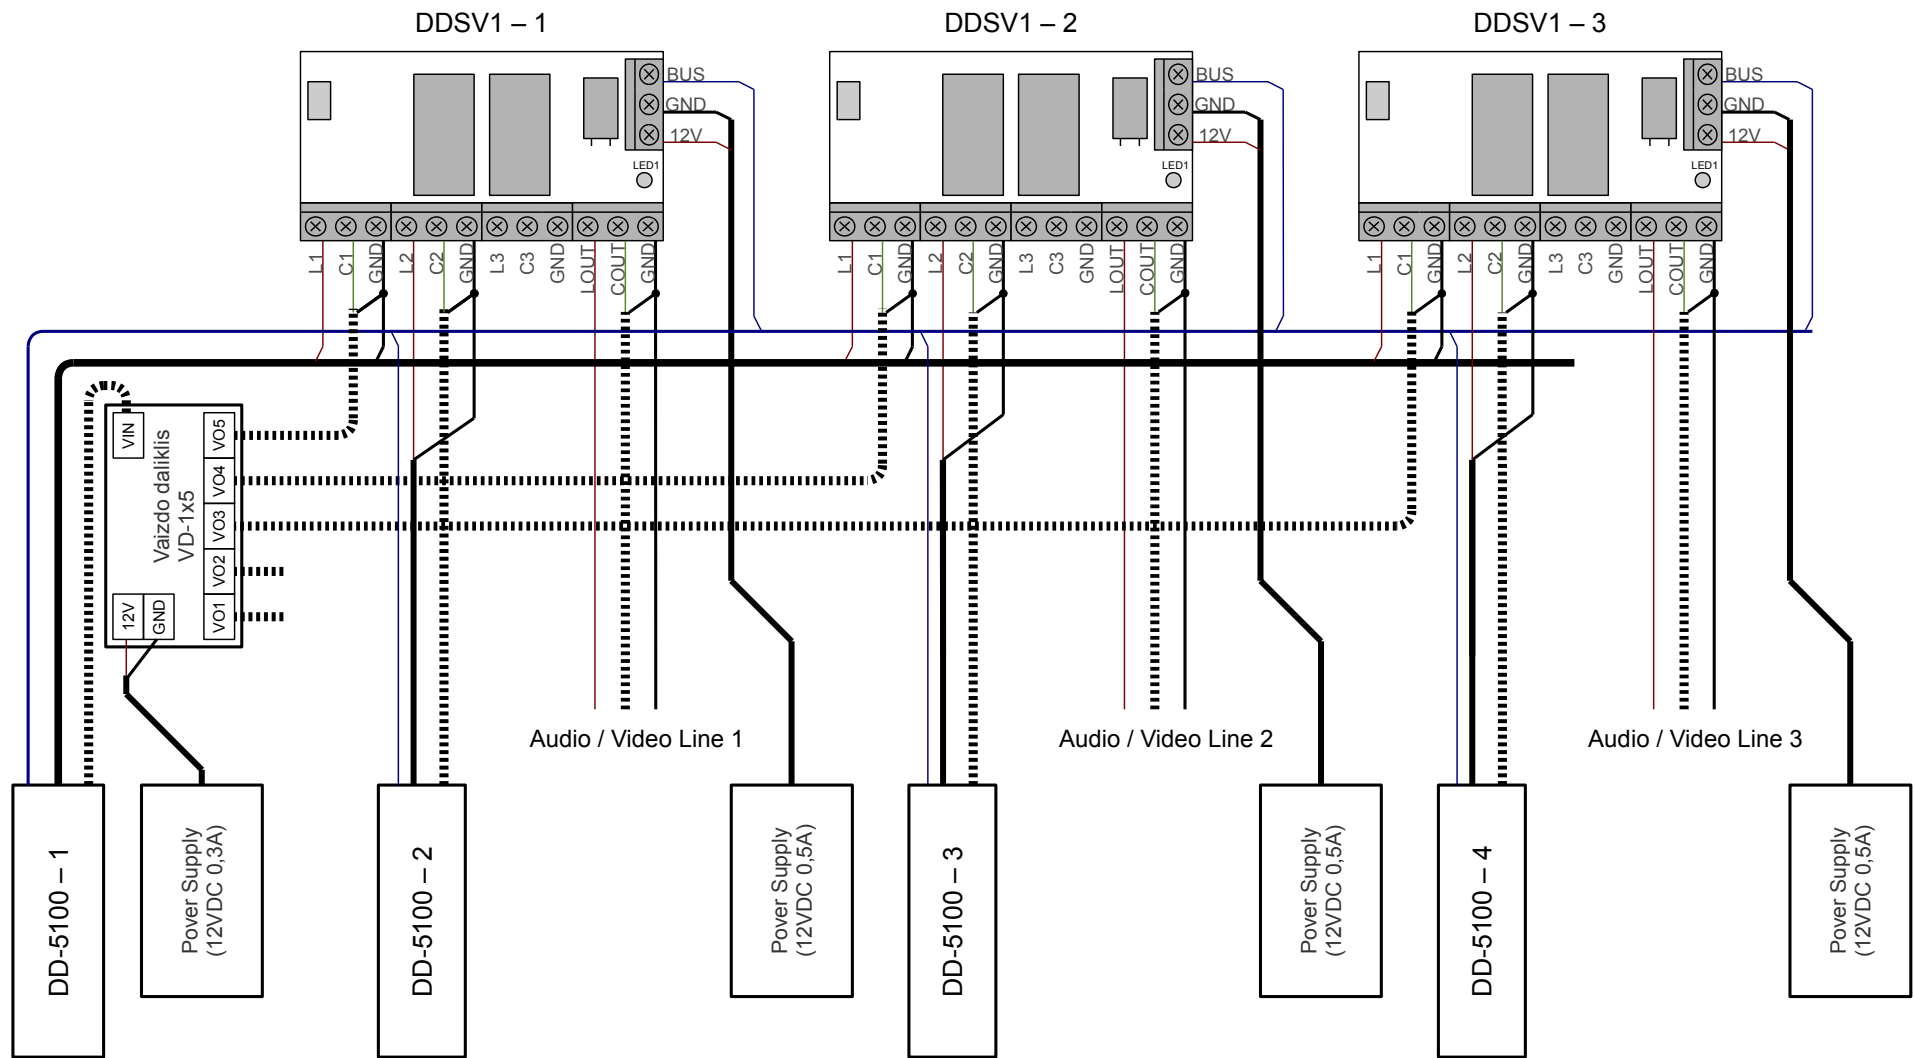 DDSV1 – 1
DDSV1 – 2
DDSV1 – 3
BUS
GND
12V
LED1
BUS
GND
12V
LED1
BUS
GND
12V
LED1
L1
C1
GND
L2
C2
GND
L3
C3
GND
LOUT
COUT
GND
L1
C1
GND
L2
C2
GND
L3
C3
GND
LOUT
COUT
GND
L1
C1
GND
L2
C2
GND
L3
C3
GND
LOUT
COUT
GND
VIN
Vaizdo daliklis
VD-1x5
VO5
VO4
VO3
VO2
VO1
12V
GND
Audio / Video Line 1
Audio / Video Line 2
Audio / Video Line 3
DD-5100 – 1
Power Supply
(12VDC 0,3A)
DD-5100 – 2
Power Supply
(12VDC 0,5A)
DD-5100 – 3
Power Supply
(12VDC 0,5A)
DD-5100 – 4
Power Supply
(12VDC 0,5A)